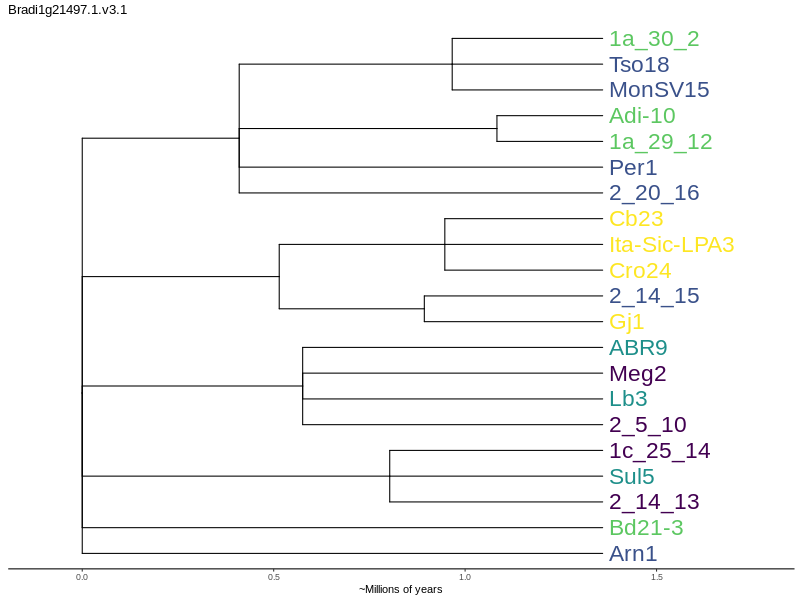 Bradi1g21497.1.v3.1
1a_30_2
Tso18
MonSV15
Adi-10
1a_29_12
Per1
2_20_16
Cb23
Ita-Sic-LPA3
Cro24
2_14_15
Gj1
ABR9
Meg2
Lb3
2_5_10
1c_25_14
Sul5
2_14_13
Bd21-3
Arn1
0.0 0.5 1.0 1.5
~Millions of years